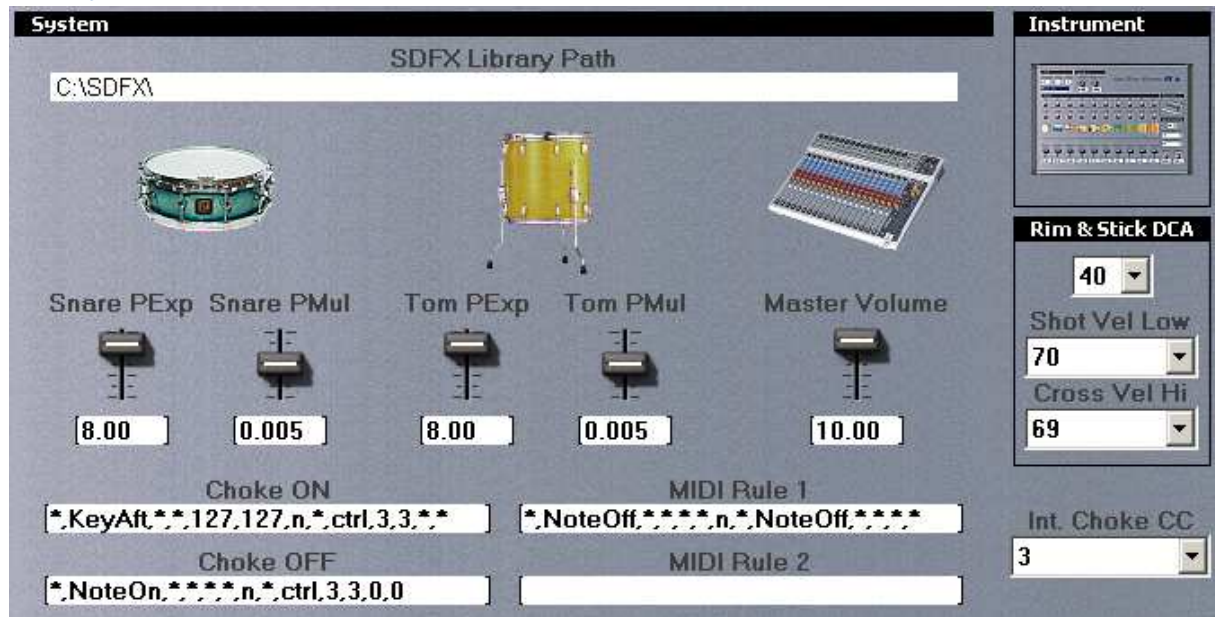 System
SDFX Library Path
C:\SDFX\
Snare PExp Snare PMul Tom PExp Tom PMul Master Volume
8.00 0.005 8.00 0.005 10.00
Choke ON MIDI Rule 1
*,KeyAft,*,*,127,127,n,*,ctrl,3,3,*,* *,NoteOff,*,*,*,*,n,*,NoteOff,*,*,*,*
Choke OFF MIDI Rule 2
*,NoteOn,*,*,*,*,n,*,ctrl,3,3,0,0
Instrument
Rim & Stick DCA
40
Shot Vel Low
70
Cross Vel Hi
69
Int. Choke CC
3